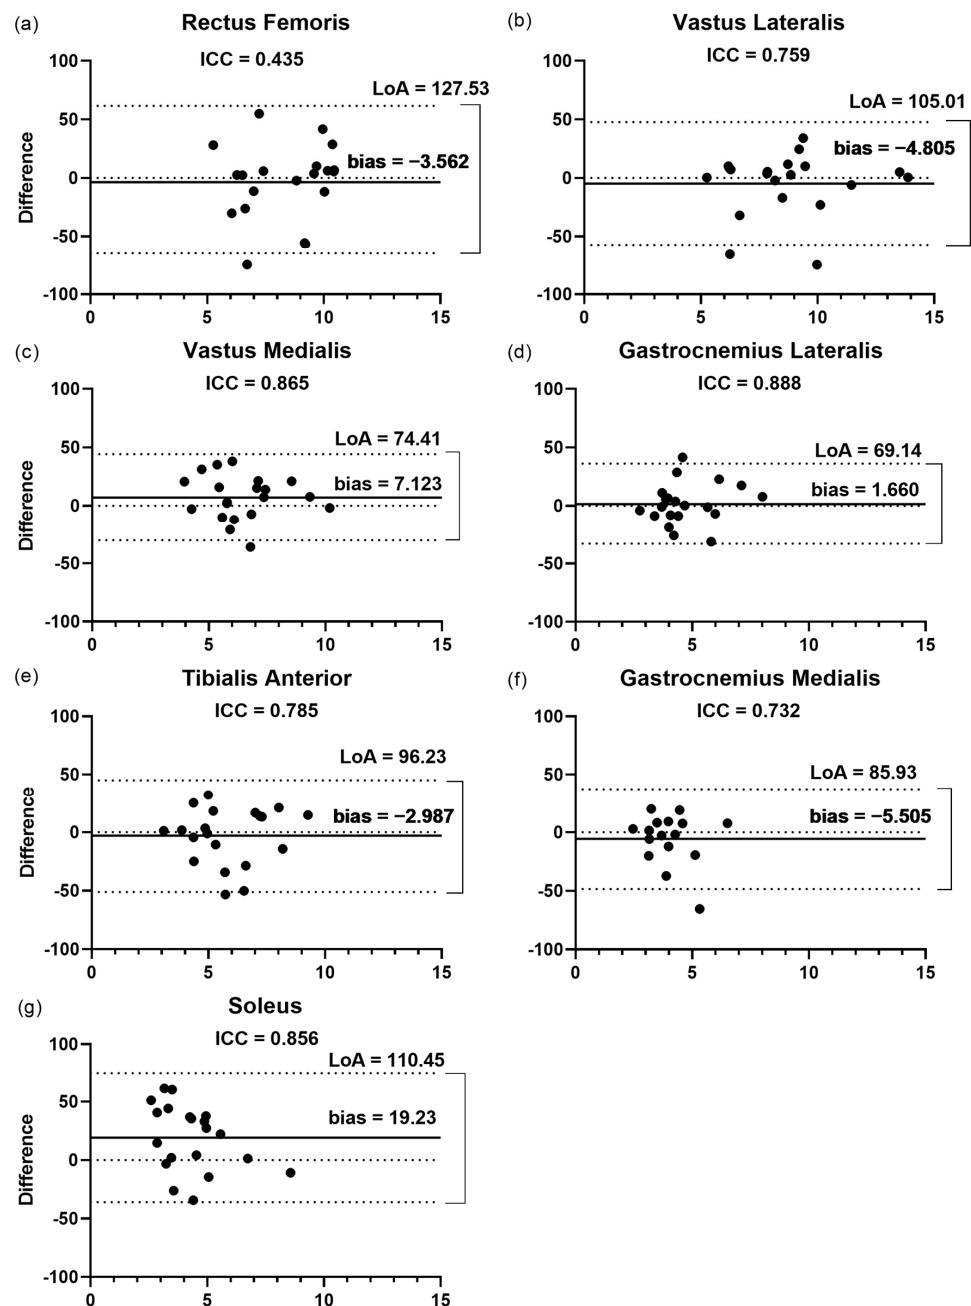 (a)
Rectus Femoris
ICC = 0.435
LoA = 127.53
bias = −3.562
Difference
100
50
0
-50
-100
0 5 10 15
(b)
Vastus Lateralis
ICC = 0.759
LoA = 105.01
bias = −4.805
100
50
0
-50
-100
0 5 10 15
(c)
Vastus Medialis
ICC = 0.865
LoA = 74.41
bias = 7.123
Difference
100
50
0
-50
-100
0 5 10 15
(d)
Gastrocnemius Lateralis
ICC = 0.888
LoA = 69.14
bias = 1.660
100
50
0
-50
-100
0 5 10 15
(e)
Tibialis Anterior
ICC = 0.785
LoA = 96.23
bias = −2.987
Difference
100
50
0
-50
-100
0 5 10 15
(f)
Gastrocnemius Medialis
ICC = 0.732
LoA = 85.93
bias = −5.505
100
50
0
-50
-100
0 5 10 15
(g)
Soleus
ICC = 0.856
LoA = 110.45
bias = 19.23
Difference
100
50
0
-50
-100
0 5 10 15